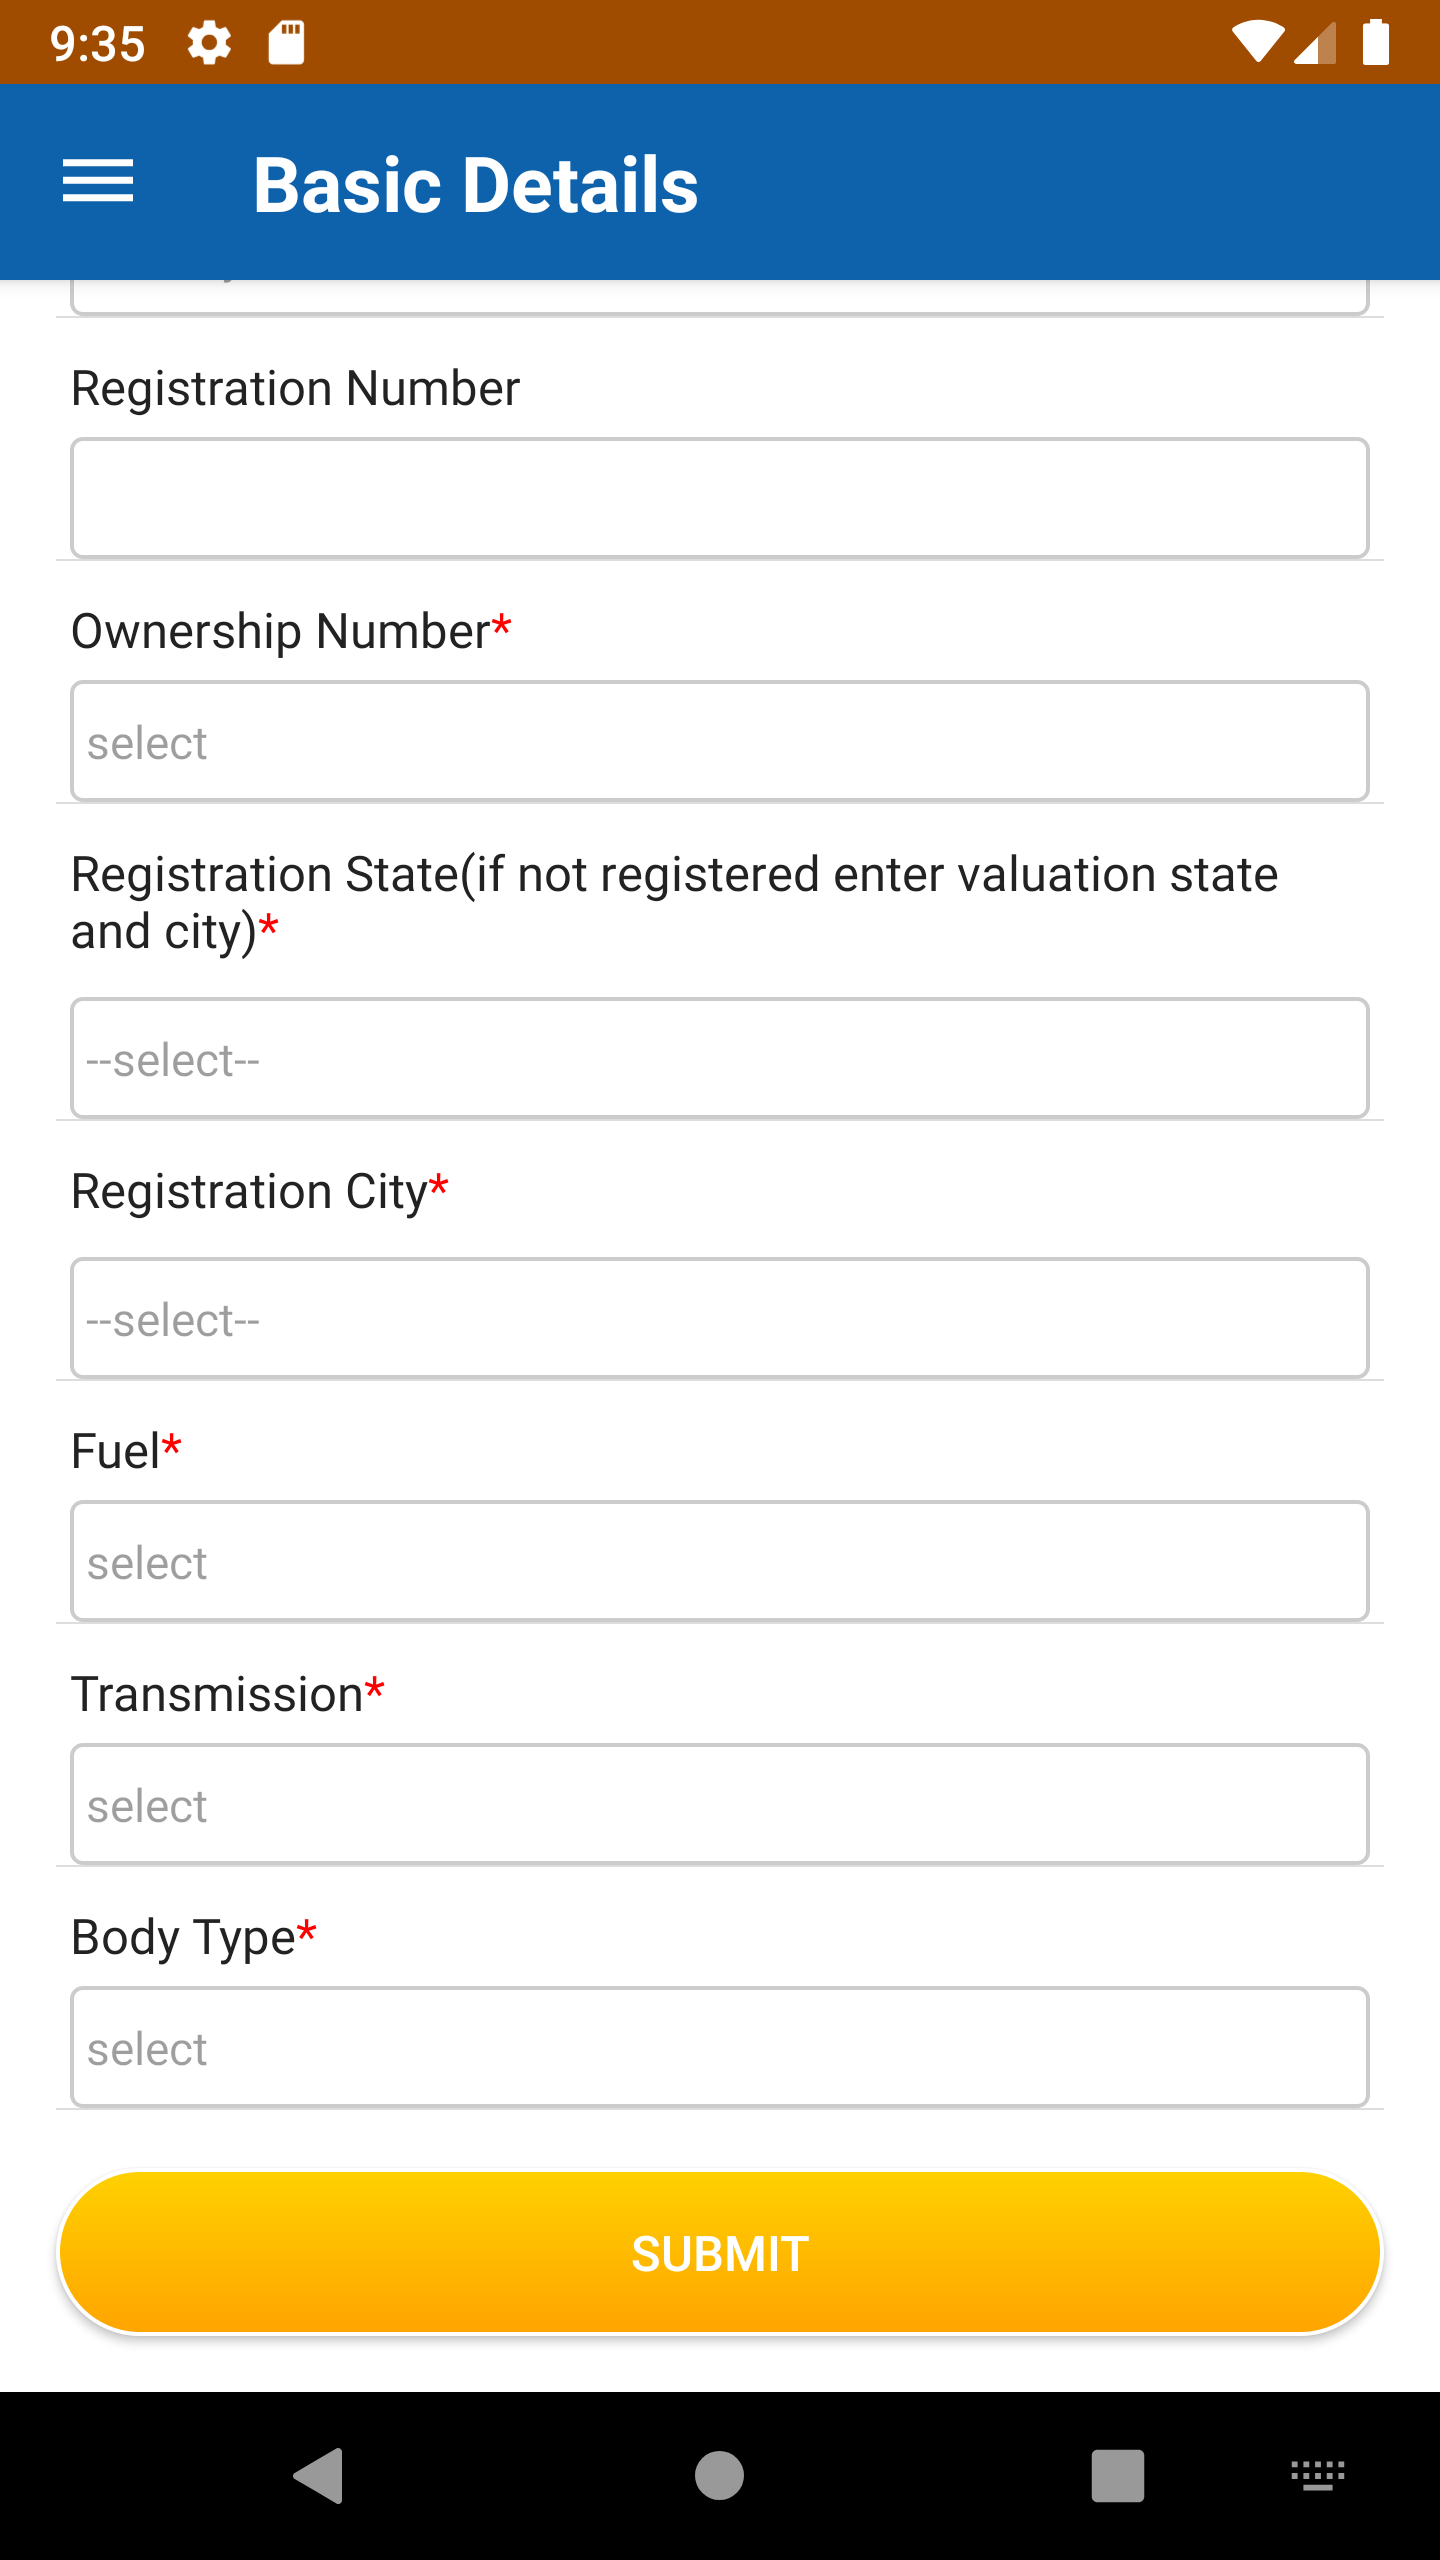 9:35
Basic Details
Registration Number
Ownership Number*
select
Registration State(if not registered enter valuation state
and city)*
--select--
Registration City*
--select--
Fuel*
select
Transmission*
select
Body Type*
select
SUBMIT